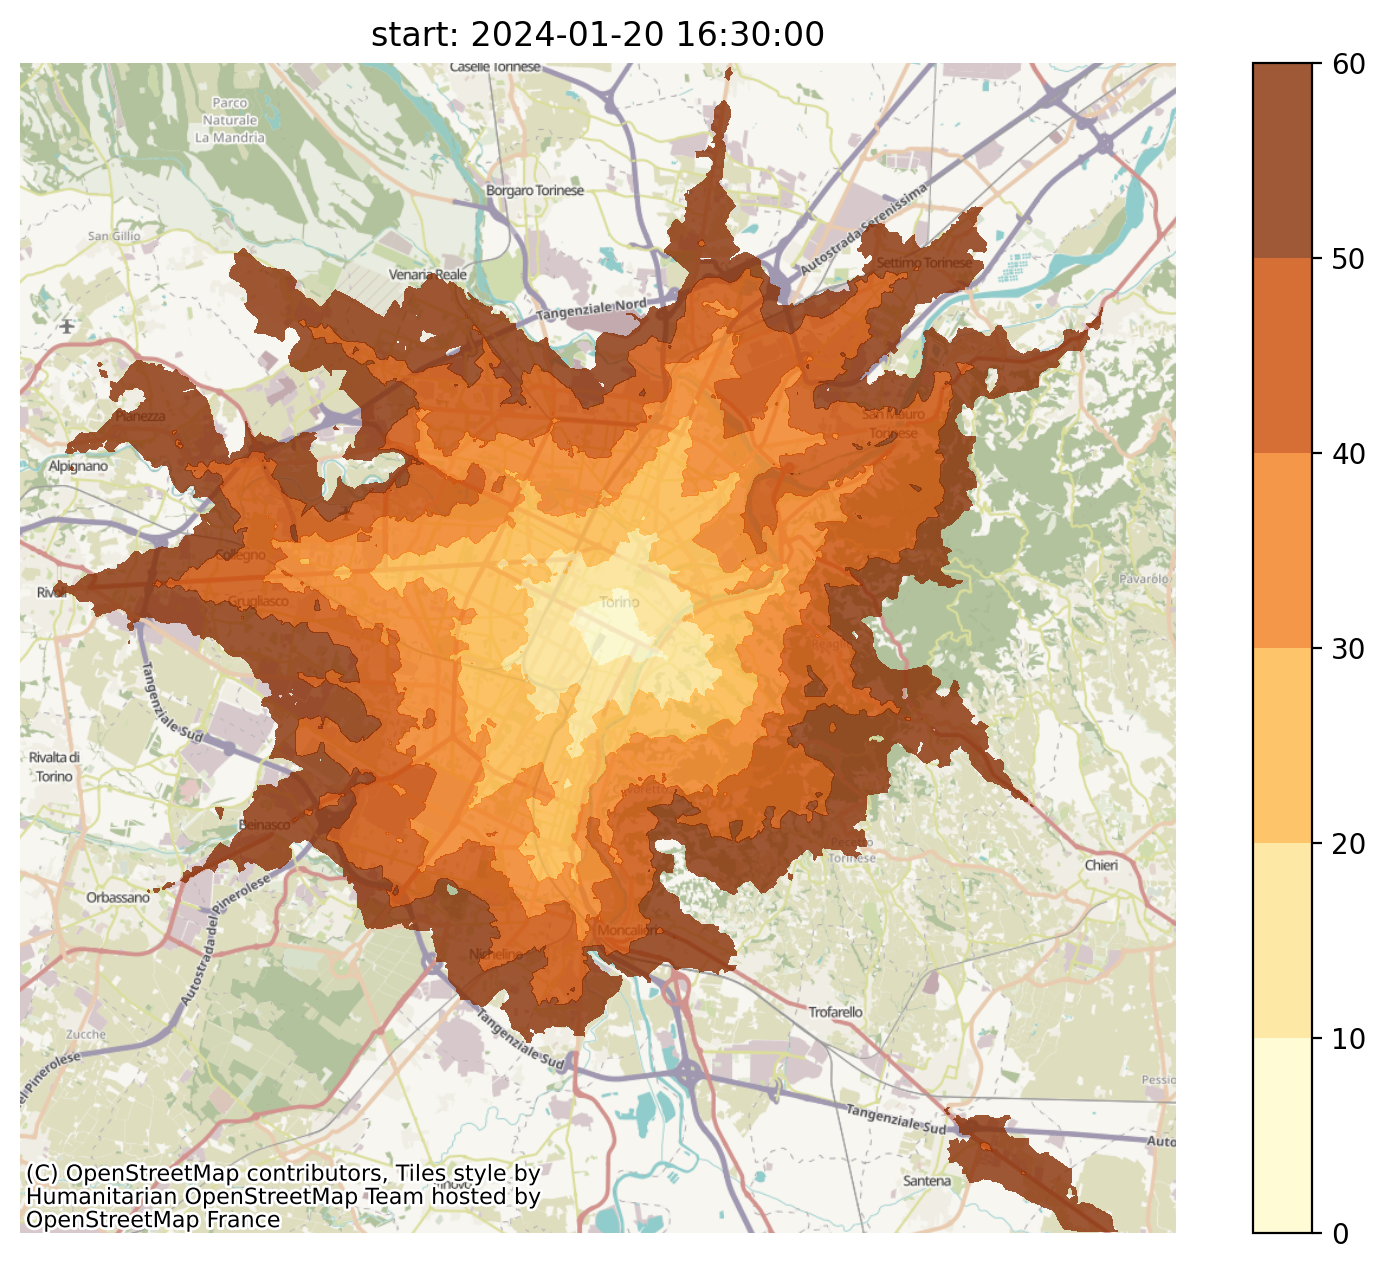 start: 2024-01-20 16:30:00
Caselle Torinese
Parco
Naturale
La Mandria
Borgaro Torinese
Autostrada Serenissima
San Gillio
Venaria Reale
Settimo Torinese
Tangenziale Nord
Pianezza
San Mauro
Torinese
Alpignano
Collegno
Pavarolo
Rivoli
Grugliasco
Torino
Reaglie
Tangenziale Sud
Rivalta di
Torino
Cavoretto
Beinasco
Torinese
Chieri
Orbassano
Autostrada del Pinerolese
Moncalieri
Nichelino
Trofarello
Tangenziale Sud
Zucche
Pessio
el Pinerolese
Tangenziale Sud
Auto
Santena
(C) OpenStreetMap contributors, Tiles style by
Humanitarian OpenStreetMap Team hosted by
OpenStreetMap France
60
50
40
30
20
10
0